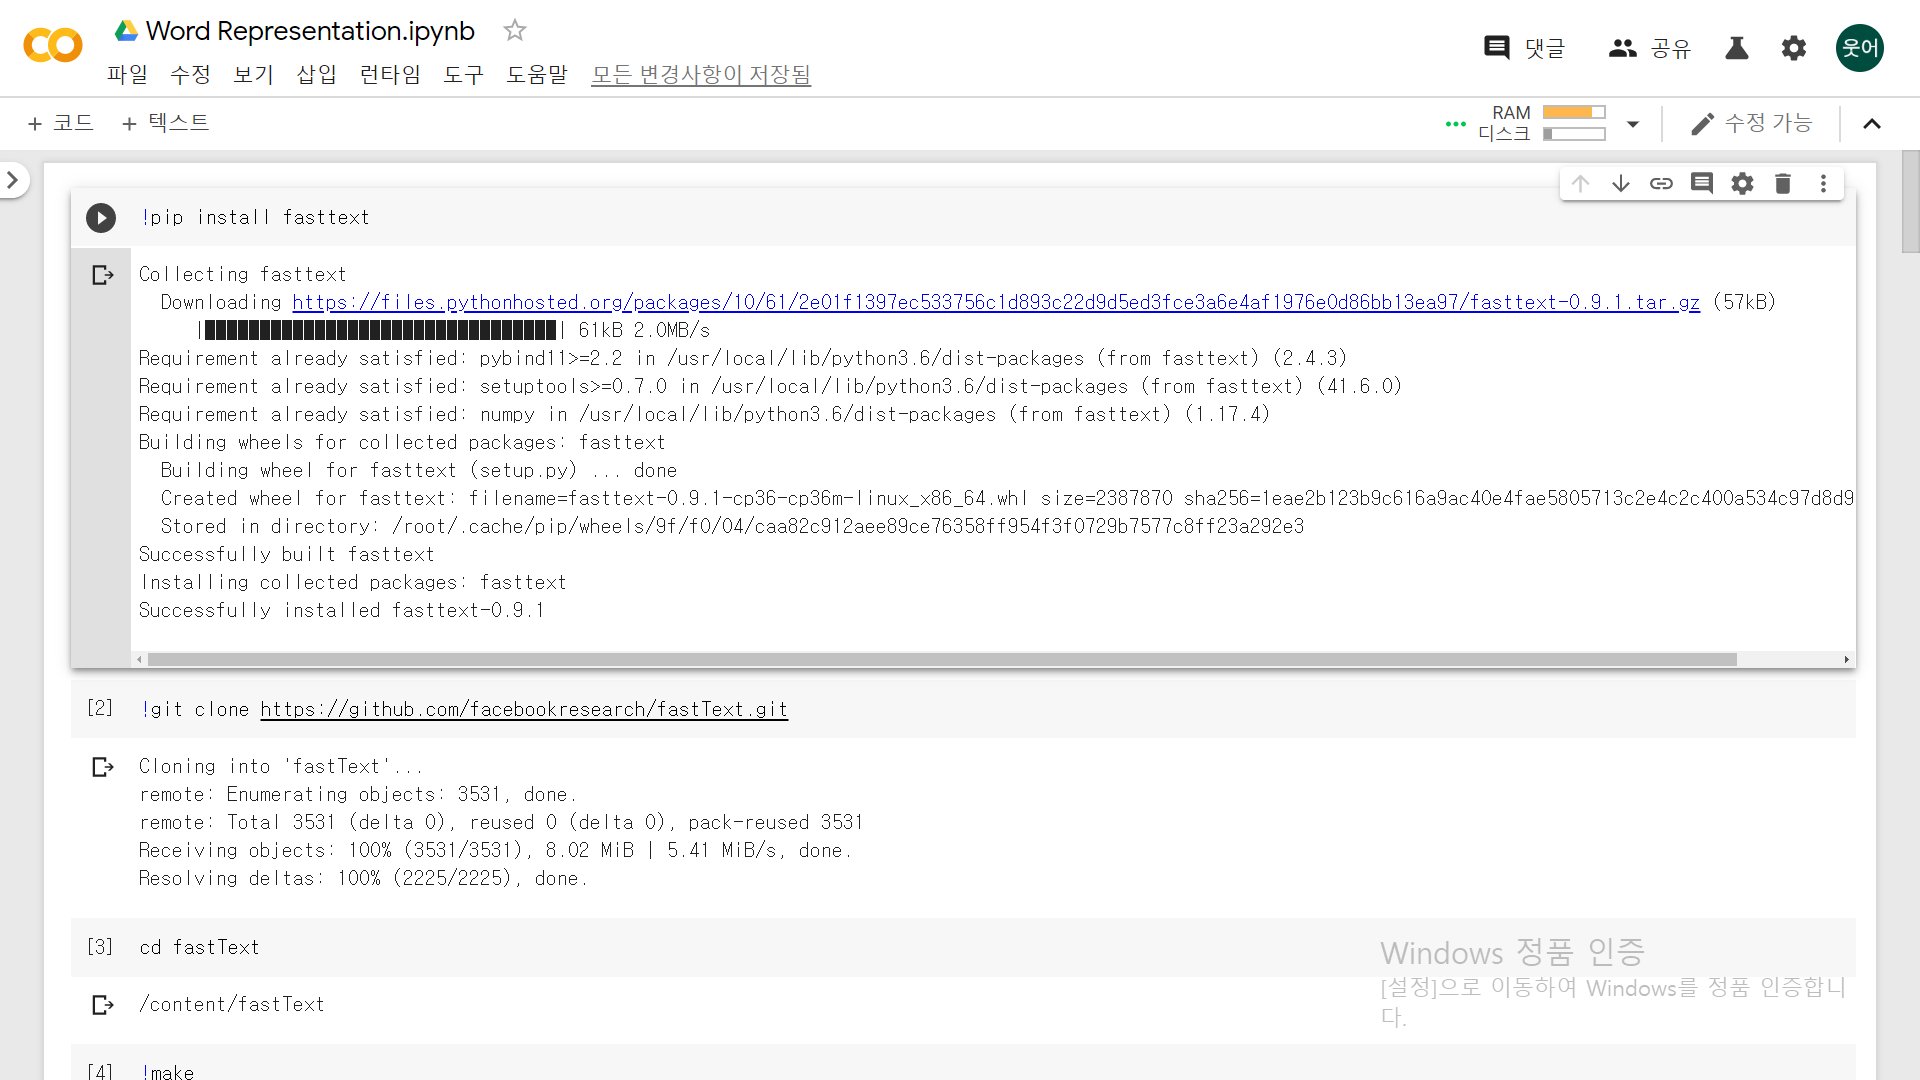 CO Word Representation.ipynb
파일 수정 보기 삽입 런타임 도구 도움말 모든 변경사항이 저장됨
댓글 공유 웃어
+ 코드 + 텍스트
RAM
디스크
수정 가능
!pip install fasttext
Collecting fasttext
Downloading https://files.pythonhosted.org/packages/10/61/2e01f1397ec533756c1d893c22d9d5ed3fce3a6e4af1976e0d86bb13ea97/fasttext-0.9.1.tar.gz (57kB)
|████████████████████████████████| 61kB 2.0MB/s
Requirement already satisfied: pybind11>=2.2 in /usr/local/lib/python3.6/dist-packages (from fasttext) (2.4.3)
Requirement already satisfied: setuptools>=0.7.0 in /usr/local/lib/python3.6/dist-packages (from fasttext) (41.6.0)
Requirement already satisfied: numpy in /usr/local/lib/python3.6/dist-packages (from fasttext) (1.17.4)
Building wheels for collected packages: fasttext
Building wheel for fasttext (setup.py) ... done
Created wheel for fasttext: filename=fasttext-0.9.1-cp36-cp36m-linux_x86_64.whl size=2387870 sha256=1eae2b123b9c616a9ac40e4fae5805713c2e4c2c400a534c97d8d9
Stored in directory: /root/.cache/pip/wheels/9f/f0/04/caa82c912aee89ce76358ff954f3f0729b7577c8ff23a292e3
Successfully built fasttext
Installing collected packages: fasttext
Successfully installed fasttext-0.9.1
[2] !git clone https://github.com/facebookresearch/fastText.git
Cloning into 'fastText'...
remote: Enumerating objects: 3531, done.
remote: Total 3531 (delta 0), reused 0 (delta 0), pack-reused 3531
Receiving objects: 100% (3531/3531), 8.02 MiB | 5.41 MiB/s, done.
Resolving deltas: 100% (2225/2225), done.
[3] cd fastText
/content/fastText
Windows 정품 인증
[설정]으로 이동하여 Windows를 정품 인증합니
다.
[4] !make